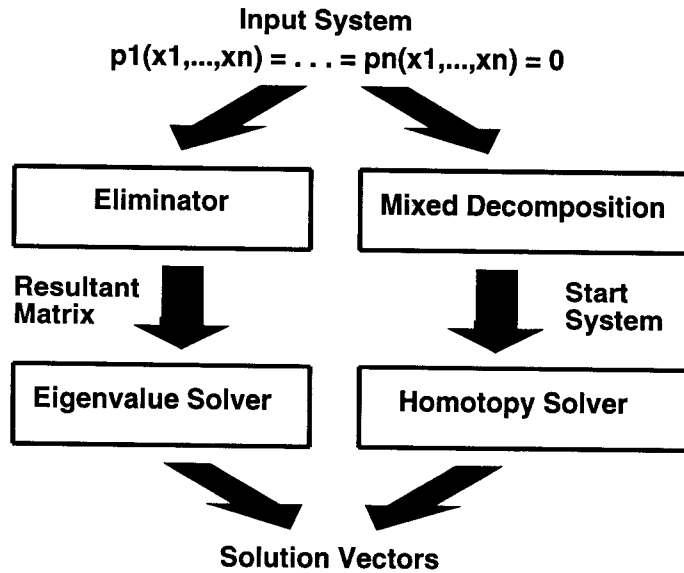 Input System
p1(x1,...,xn) = . . . = pn(x1,...,xn) = 0
Eliminator
Mixed Decomposition
Resultant
Matrix
Start
System
Eigenvalue Solver
Homotopy Solver
Solution Vectors